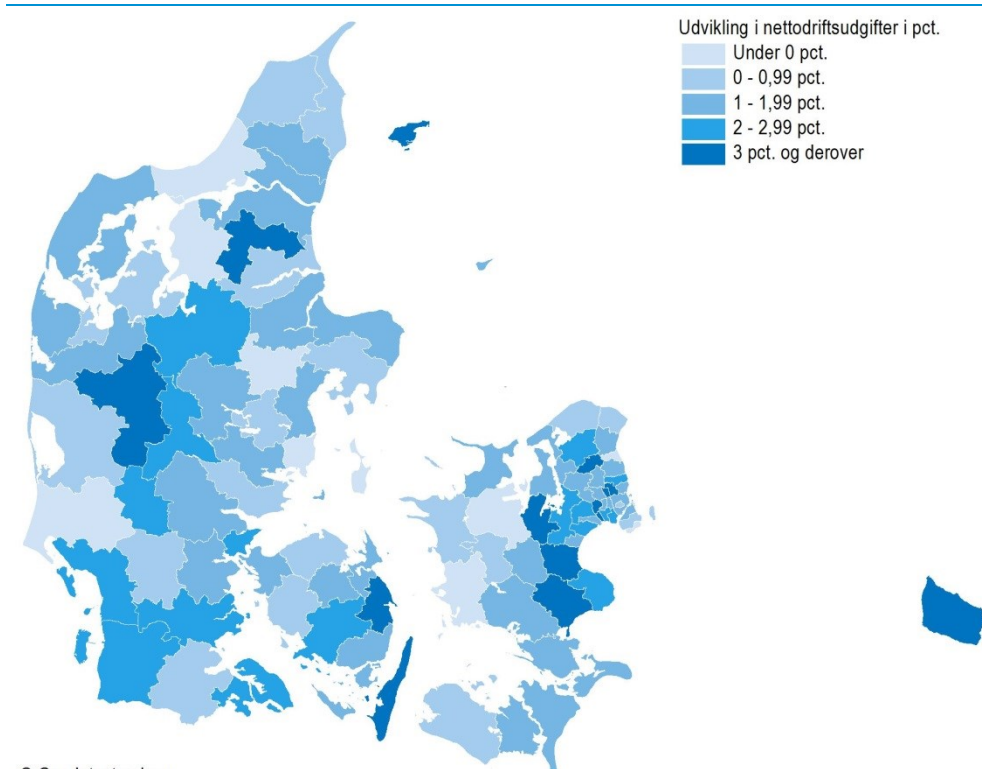 Udvikling i nettodriftsudgifter i pct.
Under 0 pct.
0 - 0,99 pct.
1 - 1,99 pct.
2 - 2,99 pct.
3 pct. og derover